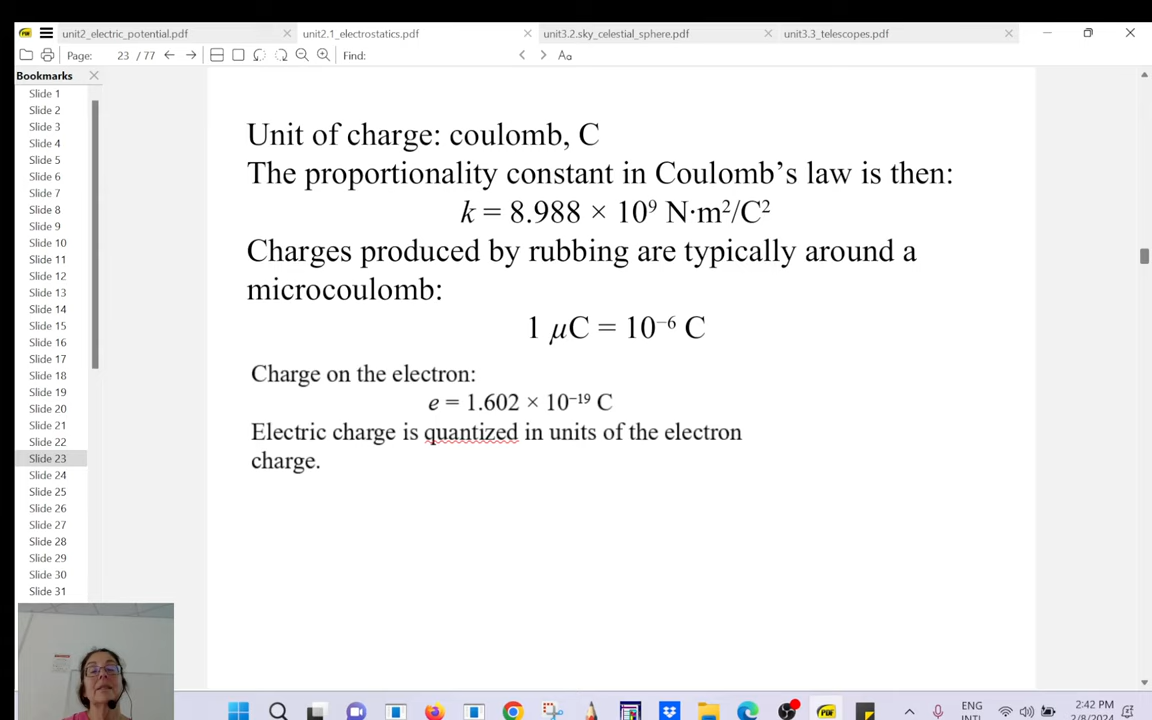 unit2_electric_potential.pdf
unit2.1_electrostatics.pdf
unit3.2.sky_celestial_sphere.pdf
unit3.3_telescopes.pdf
Page: 23 / 77
Find:
Aa
Bookmarks
Slide 1
Slide 2
Slide 3
Slide 4
Slide 5
Slide 6
Slide 7
Slide 8
Slide 9
Slide 10
Slide 11
Slide 12
Slide 13
Slide 14
Slide 15
Slide 16
Slide 17
Slide 18
Slide 19
Slide 20
Slide 21
Slide 22
Slide 23
Slide 24
Slide 25
Slide 26
Slide 27
Slide 28
Slide 29
Slide 30
Slide 31
Unit of charge: coulomb, C
The proportionality constant in Coulomb’s law is then:
k = 8.988 × 10⁹ N·m²/C²
Charges produced by rubbing are typically around a
microcoulomb:
1 μC = 10⁻⁶ C
Charge on the electron:
e = 1.602 × 10⁻¹⁹ C
Electric charge is quantized in units of the electron
charge.
ENG
INTL
2:42 PM